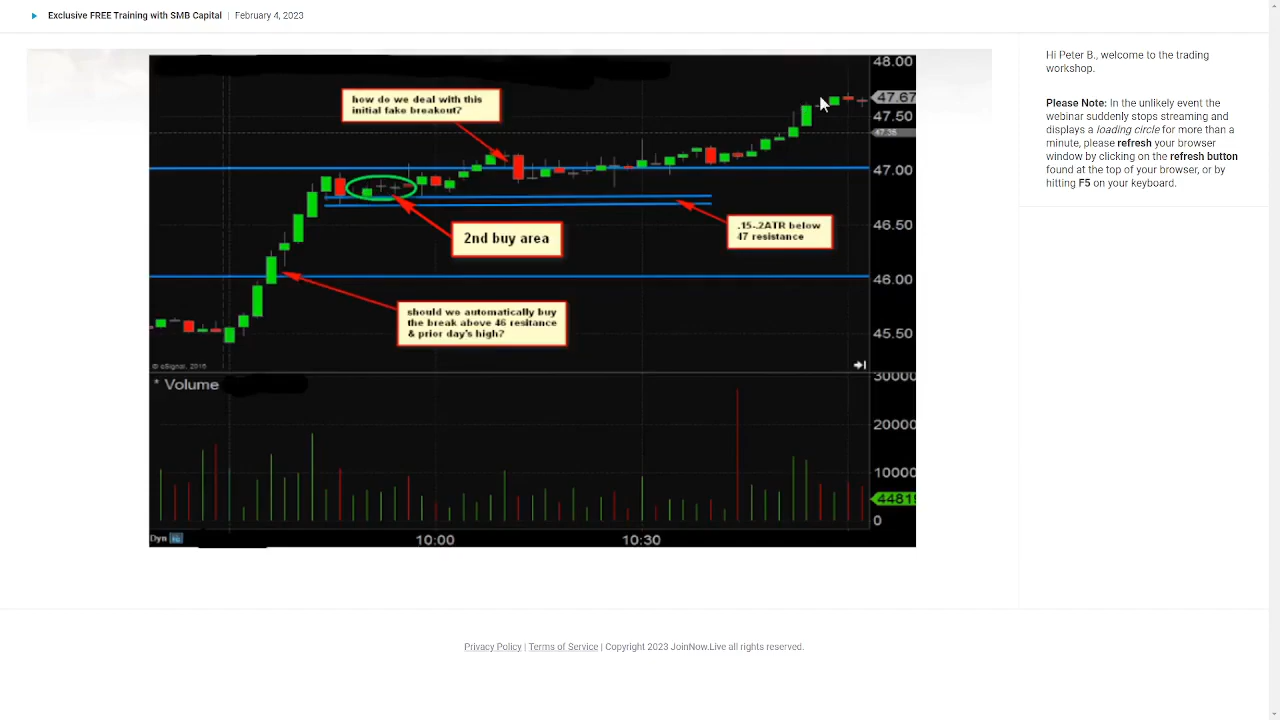 Exclusive FREE Training with SMB Capital | February 4, 2023
Hi Peter B., welcome to the trading
workshop.
Please Note: In the unlikely event the
webinar suddenly stops streaming and
displays a loading circle for more than a
minute, please refresh your browser
window by clicking on the refresh button
found at the top of your browser, or by
hitting F5 on your keyboard.
how do we deal with this
initial fake breakout?
2nd buy area
.15-.2ATR below
47 resistance
should we automatically buy
the break above 46 resitance
& prior day's high?
48.00
47.67
47.50
47.00
46.50
46.00
45.50
© eSignal, 2016
* Volume
30000
20000
10000
44819
0
Dyn
10:00
10:30
Privacy Policy | Terms of Service | Copyright 2023 JoinNow.Live all rights reserved.